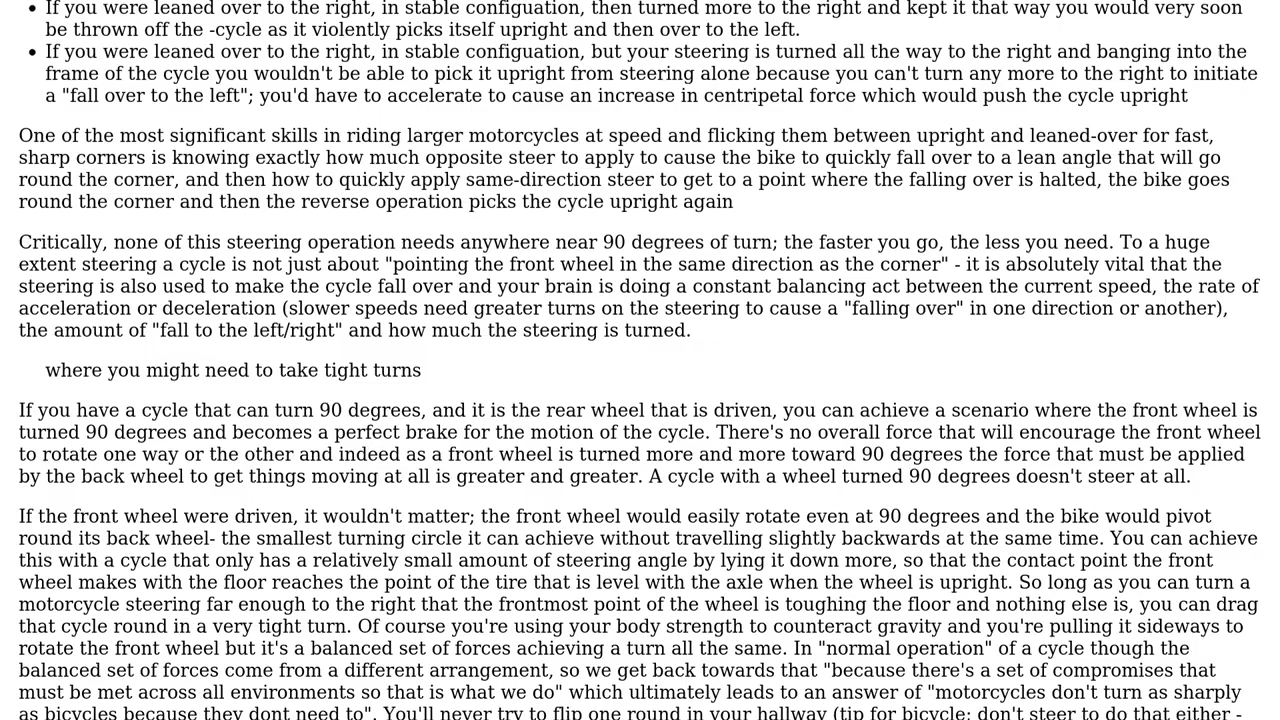 • If you were leaned over to the right, in stable configuation, then turned more to the right and kept it that way you would very soon
be thrown off the -cycle as it violently picks itself upright and then over to the left.
• If you were leaned over to the right, in stable configuation, but your steering is turned all the way to the right and banging into the
frame of the cycle you wouldn't be able to pick it upright from steering alone because you can't turn any more to the right to initiate
a "fall over to the left"; you'd have to accelerate to cause an increase in centripetal force which would push the cycle upright
One of the most significant skills in riding larger motorcycles at speed and flicking them between upright and leaned-over for fast,
sharp corners is knowing exactly how much opposite steer to apply to cause the bike to quickly fall over to a lean angle that will go
round the corner, and then how to quickly apply same-direction steer to get to a point where the falling over is halted, the bike goes
round the corner and then the reverse operation picks the cycle upright again
Critically, none of this steering operation needs anywhere near 90 degrees of turn; the faster you go, the less you need. To a huge
extent steering a cycle is not just about "pointing the front wheel in the same direction as the corner" - it is absolutely vital that the
steering is also used to make the cycle fall over and your brain is doing a constant balancing act between the current speed, the rate of
acceleration or deceleration (slower speeds need greater turns on the steering to cause a "falling over" in one direction or another),
the amount of "fall to the left/right" and how much the steering is turned.
where you might need to take tight turns
If you have a cycle that can turn 90 degrees, and it is the rear wheel that is driven, you can achieve a scenario where the front wheel is
turned 90 degrees and becomes a perfect brake for the motion of the cycle. There's no overall force that will encourage the front wheel
to rotate one way or the other and indeed as a front wheel is turned more and more toward 90 degrees the force that must be applied
by the back wheel to get things moving at all is greater and greater. A cycle with a wheel turned 90 degrees doesn't steer at all.
If the front wheel were driven, it wouldn't matter; the front wheel would easily rotate even at 90 degrees and the bike would pivot
round its back wheel- the smallest turning circle it can achieve without travelling slightly backwards at the same time. You can achieve
this with a cycle that only has a relatively small amount of steering angle by lying it down more, so that the contact point the front
wheel makes with the floor reaches the point of the tire that is level with the axle when the wheel is upright. So long as you can turn a
motorcycle steering far enough to the right that the frontmost point of the wheel is toughing the floor and nothing else is, you can drag
that cycle round in a very tight turn. Of course you're using your body strength to counteract gravity and you're pulling it sideways to
rotate the front wheel but it's a balanced set of forces achieving a turn all the same. In "normal operation" of a cycle though the
balanced set of forces come from a different arrangement, so we get back towards that "because there's a set of compromises that
must be met across all environments so that is what we do" which ultimately leads to an answer of "motorcycles don't turn as sharply
as bicycles because they dont need to". You'll never try to flip one round in your hallway (tip for bicycle: don't steer to do that either -